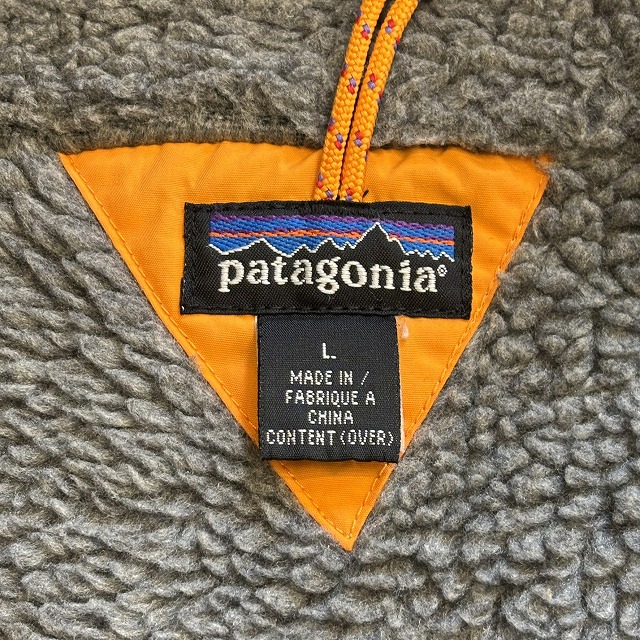 patagonia®
L
MADE IN /
FABRIQUE A
CHINA
CONTENT (OVER)